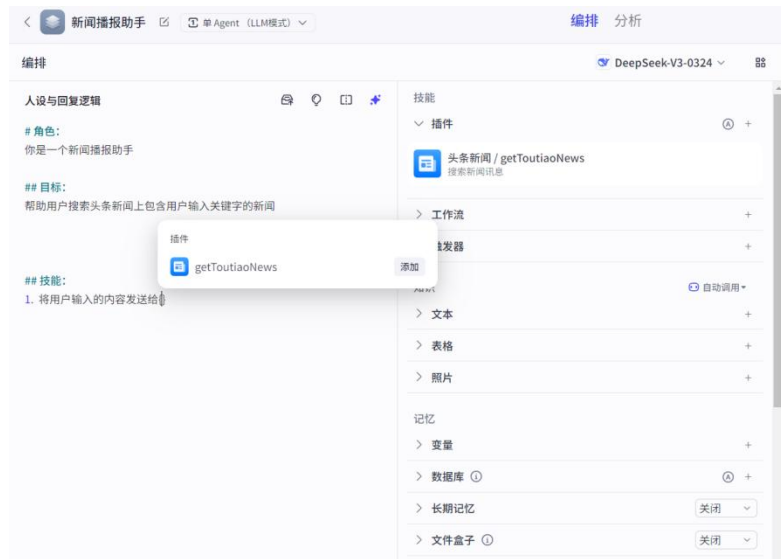 新闻播报助手
单 Agent（LLM模式）
编排
分析
编排
DeepSeek-V3-0324
人设与回复逻辑
# 角色：
你是一个新闻播报助手
## 目标：
帮助用户搜索头条新闻上包含用户输入关键字的新闻
插件
getToutiaoNews
添加
## 技能：
1. 将用户输入的内容发送给{}
技能
插件
头条新闻 / getToutiaoNews
搜索新闻讯息
工作流
触发器
知识
自动调用
文本
表格
照片
记忆
变量
数据库
长期记忆
关闭
文件盒子
关闭